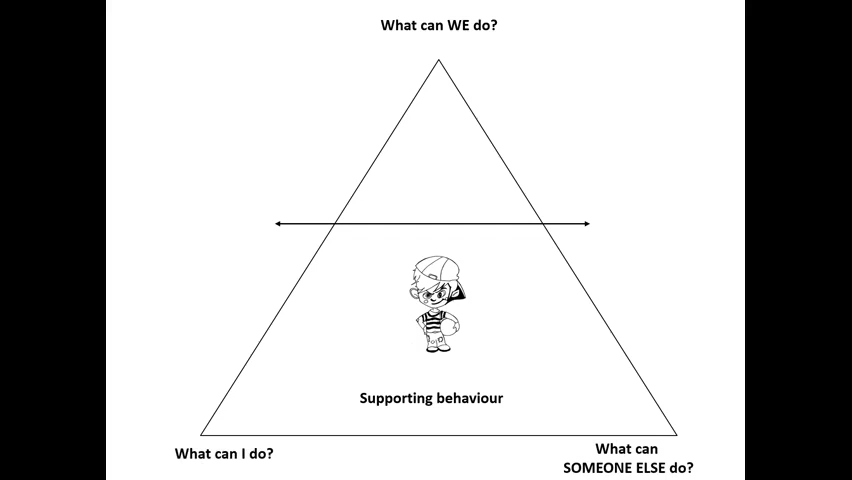 What can WE do?
Supporting behaviour
What can I do?
What can
SOMEONE ELSE do?